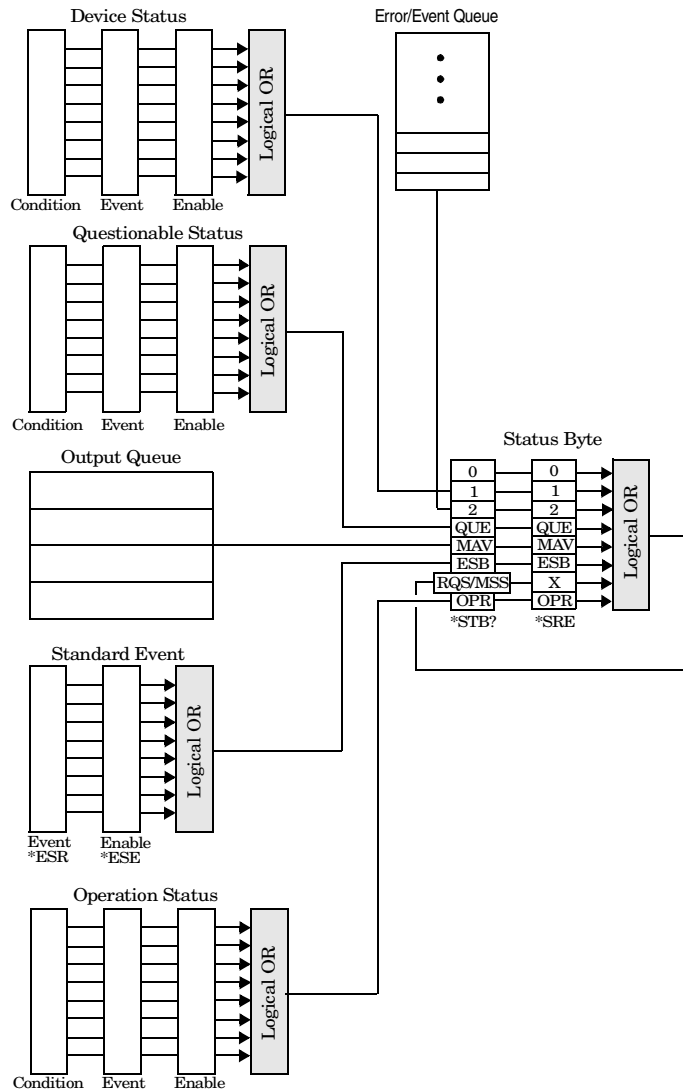 Device Status
Logical OR
Condition Event Enable
Error/Event Queue
Questionable Status
Logical OR
Condition Event Enable
Output Queue
Status Byte
0 0
1 1
2 2
QUE QUE
MAV MAV
ESB ESB
RQS/MSS X
OPR OPR
*STB? *SRE
Logical OR
Standard Event
Logical OR
Event Enable
*ESR *ESE
Operation Status
Logical OR
Condition Event Enable